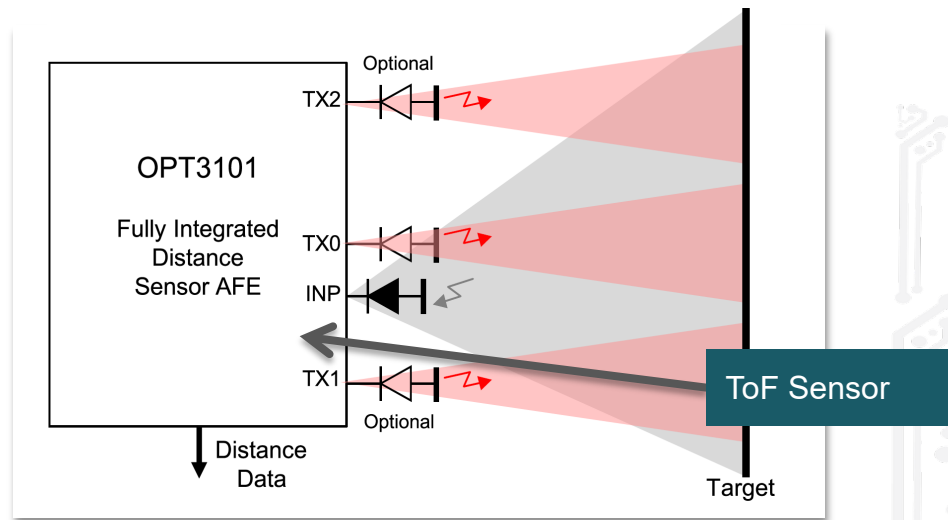 Optional
TX2
OPT3101
Fully Integrated
Distance
Sensor AFE
TX0
INP
TX1
Optional
ToF Sensor
Distance
Data
Target